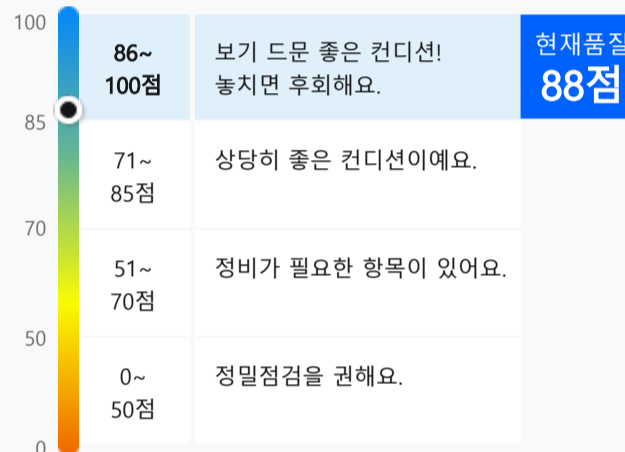 100
86~
100점
보기 드문 좋은 컨디션!
놓치면 후회해요.
현재품질
88점
85
71~
85점
상당히 좋은 컨디션이예요.
70
51~
70점
정비가 필요한 항목이 있어요.
50
0~
50점
정밀점검을 권해요.
0